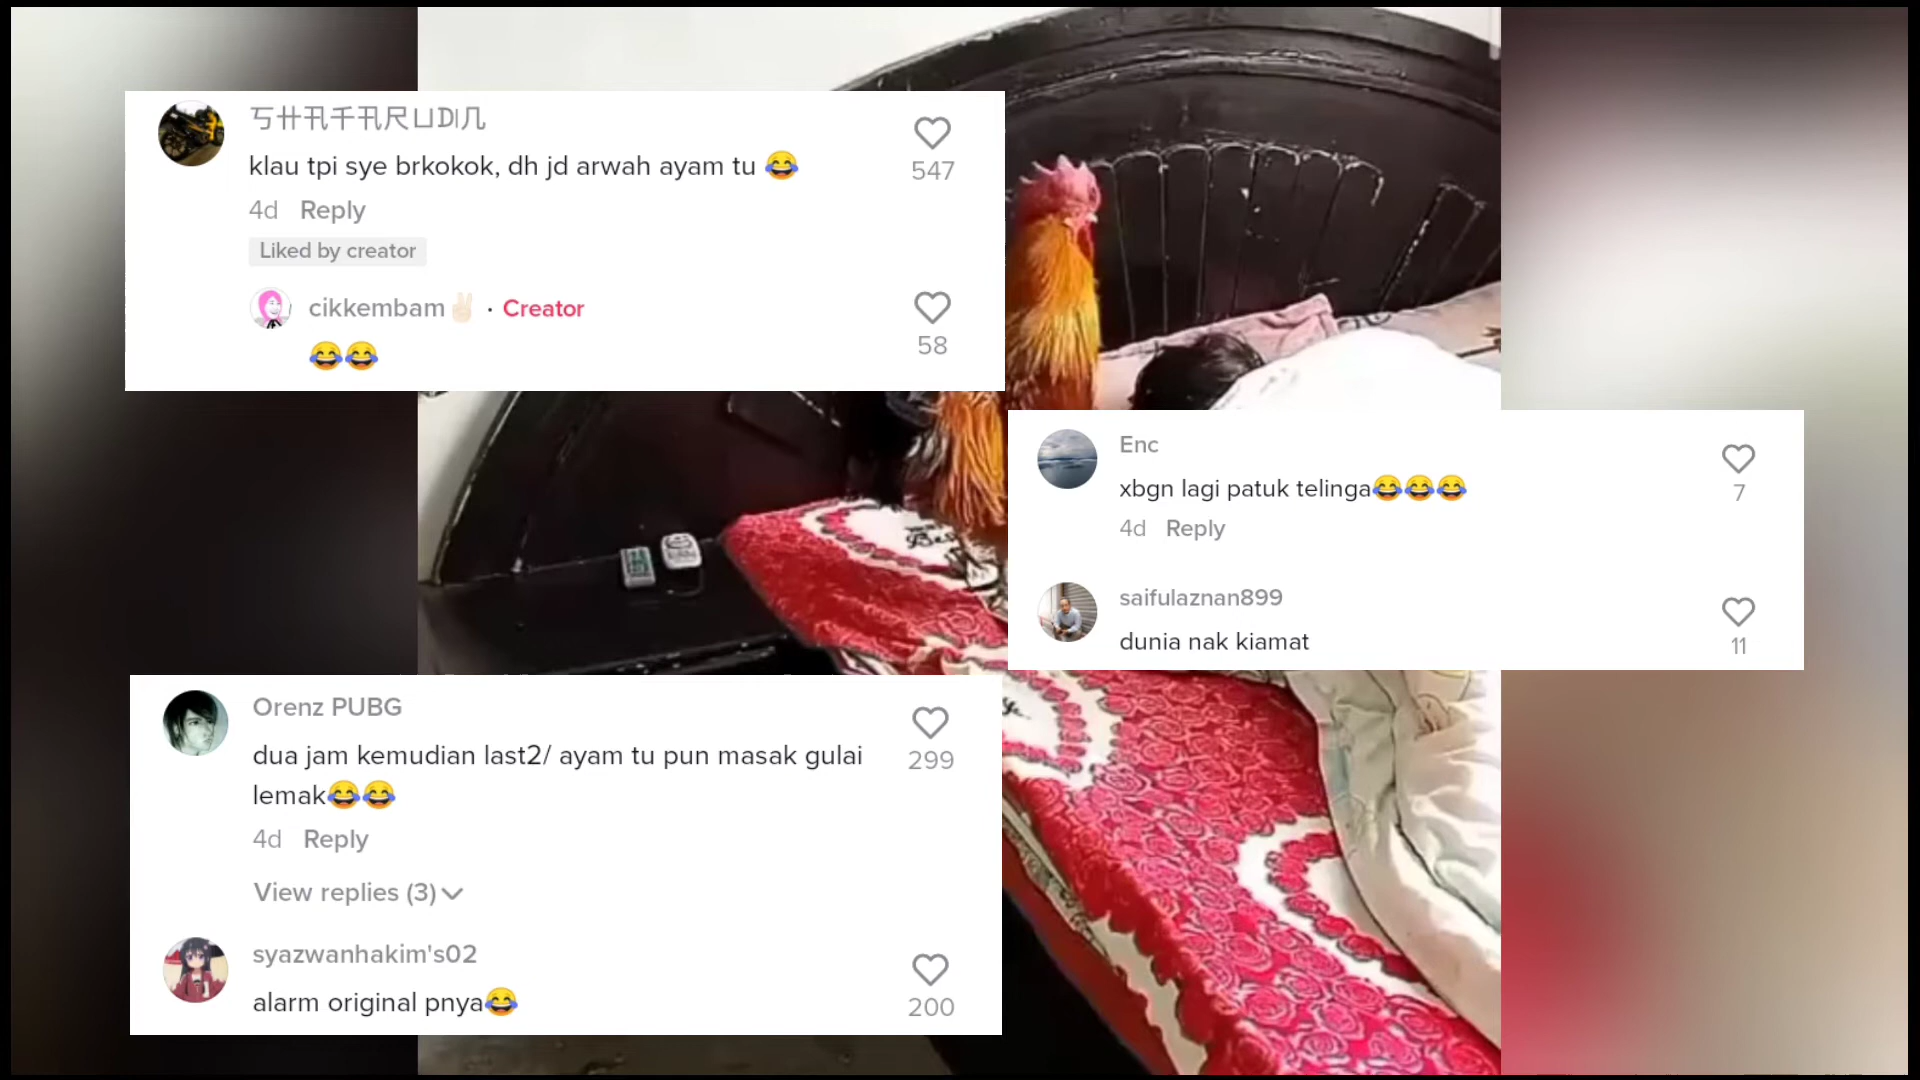 丂卄卂千卂尺凵ᗪ几
547
klau tpi sye brkokok, dh jd arwah ayam tu 😂
4d Reply
Liked by creator
cikkembam✌🏻 · Creator
58
😂😂
Enc
xbgn lagi patuk telinga😂😂😂
7
4d Reply
saifulaznan899
dunia nak kiamat
11
Orenz PUBG
dua jam kemudian last2/ ayam tu pun masak gulai
299
lemak😂😂
4d Reply
View replies (3)
syazwanhakim's02
alarm original pnya😂
200